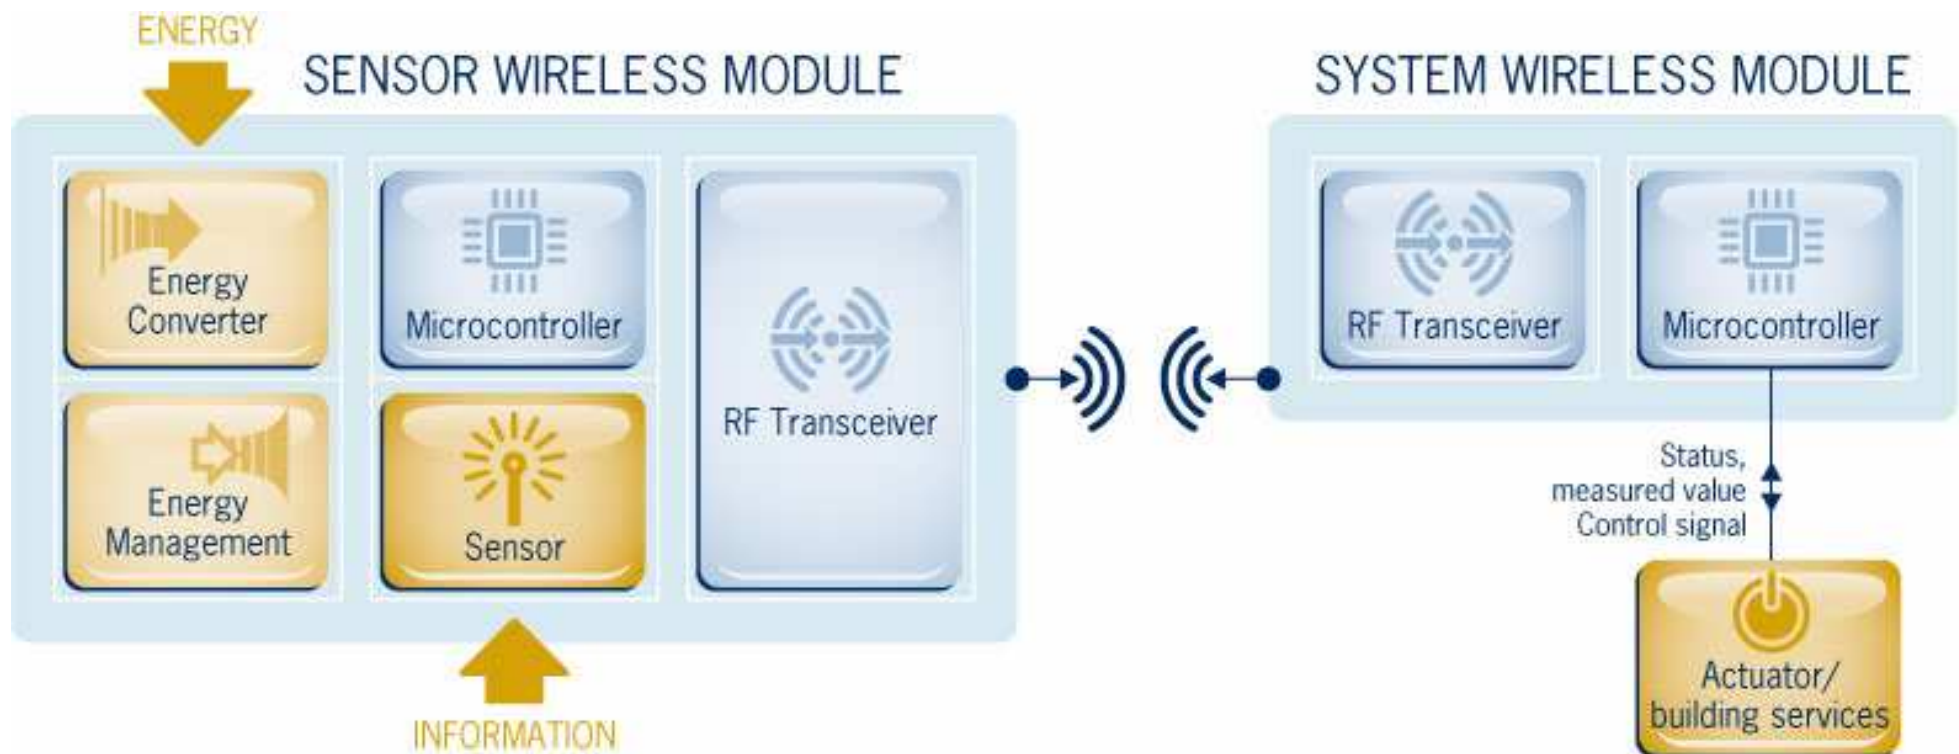 ENERGY
SENSOR WIRELESS MODULE
Energy
Converter
Microcontroller
RF Transceiver
Energy
Management
Sensor
INFORMATION
SYSTEM WIRELESS MODULE
RF Transceiver
Microcontroller
Status,
measured value
Control signal
Actuator/
building services